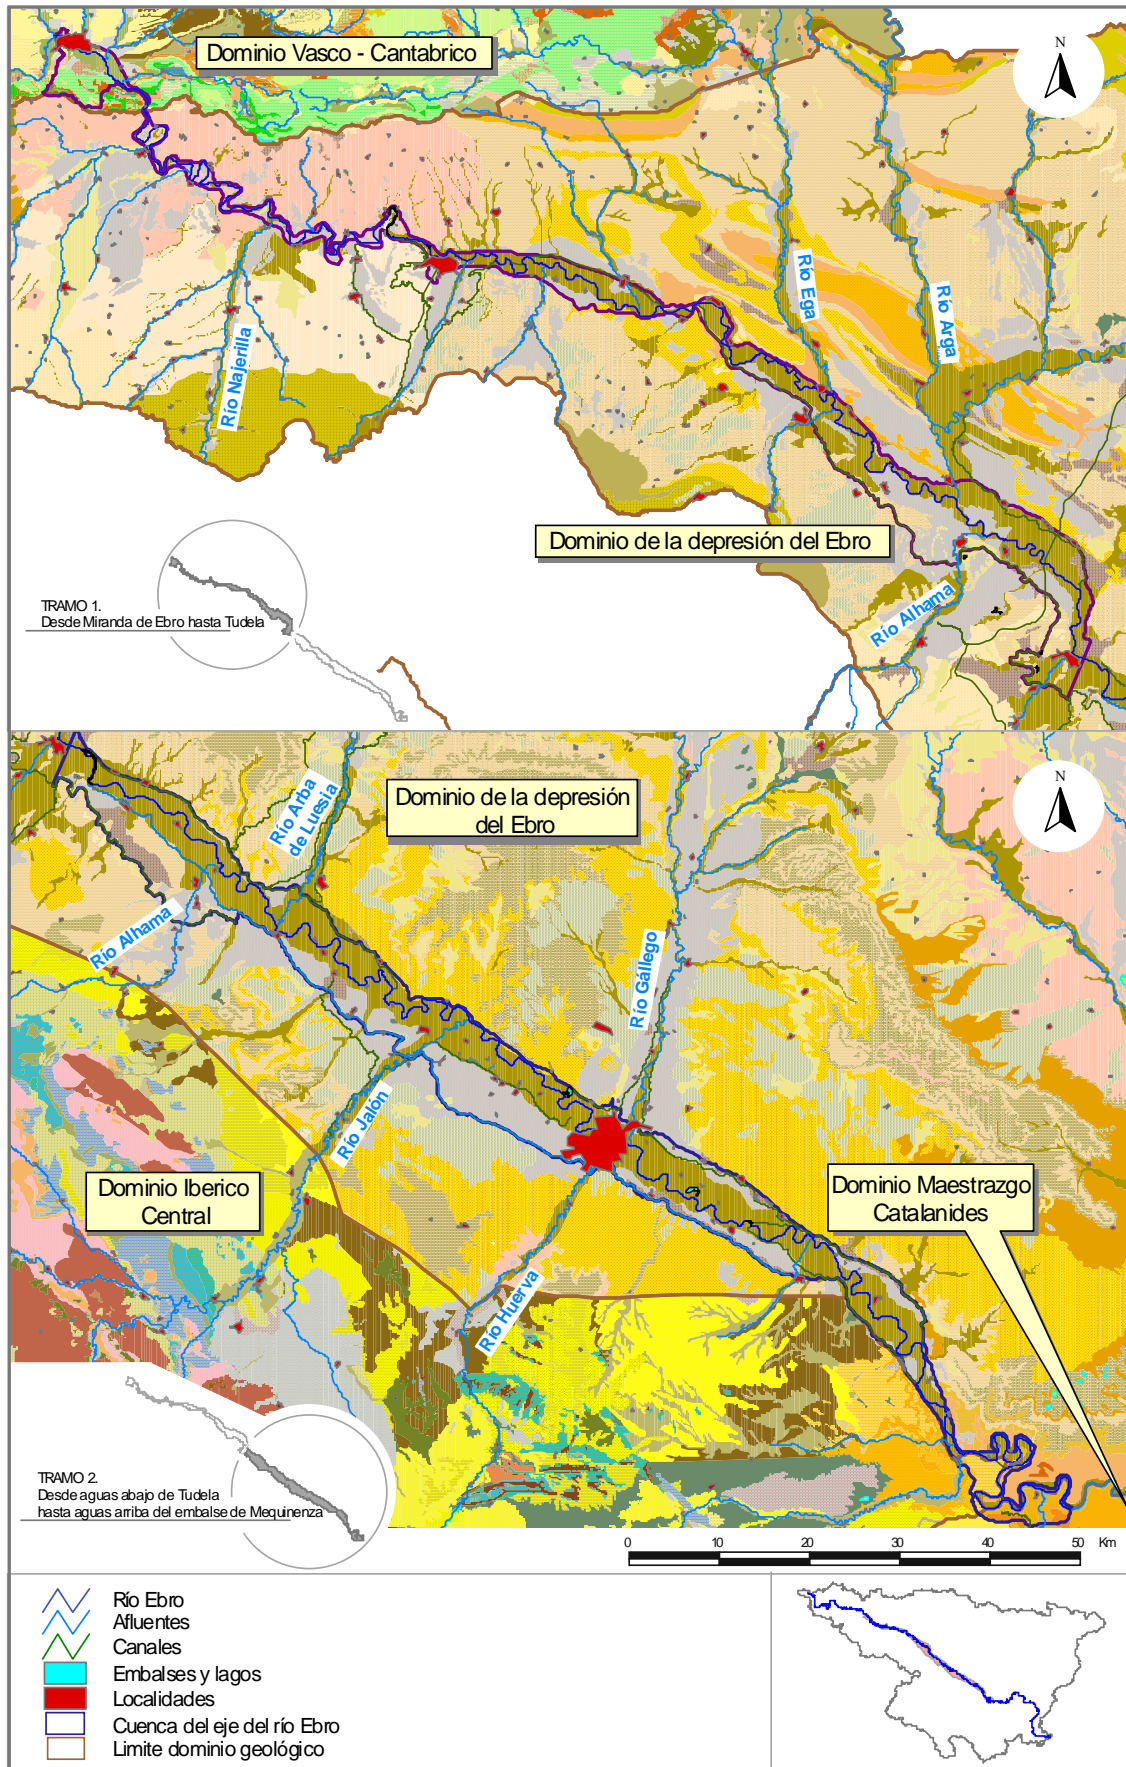 Dominio Vasco - Cantabrico
N
Río Ega
Río Arga
Río Najerilla
Dominio de la depresión del Ebro
Río Alhama
TRAMO 1.
Desde Miranda de Ebro hasta Tudela
N
Río Arba
de Luesia
Dominio de la depresión
del Ebro
Río Alhama
Río Gállego
Río Jalón
Dominio Iberico
Central
Dominio Maestrazgo
Catalanides
Río Huerva
TRAMO 2.
Desde aguas abajo de Tudela
hasta aguas arriba del embalse de Mequinenza
0 10 20 30 40 50 Km
Río Ebro
Afluentes
Canales
Embalses y lagos
Localidades
Cuenca del eje del río Ebro
Limite dominio geológico